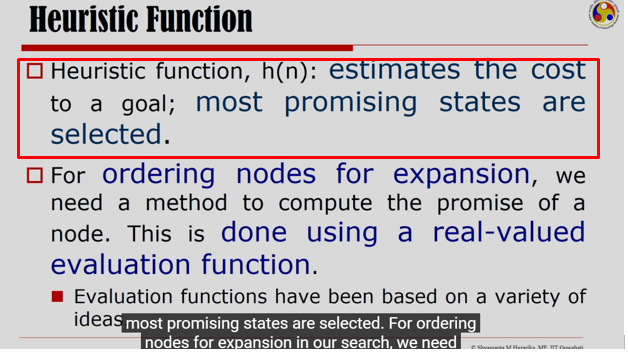 Heuristic Function
Heuristic function, h(n): estimates the cost
to a goal; most promising states are
selected.
For ordering nodes for expansion, we
need a method to compute the promise of a
node. This is done using a real-valued
evaluation function.
Evaluation functions have been based on a variety of
ideas
most promising states are selected. For ordering
nodes for expansion in our search, we need
© Shyamanta M Hazarika, ME, IIT Guwahati